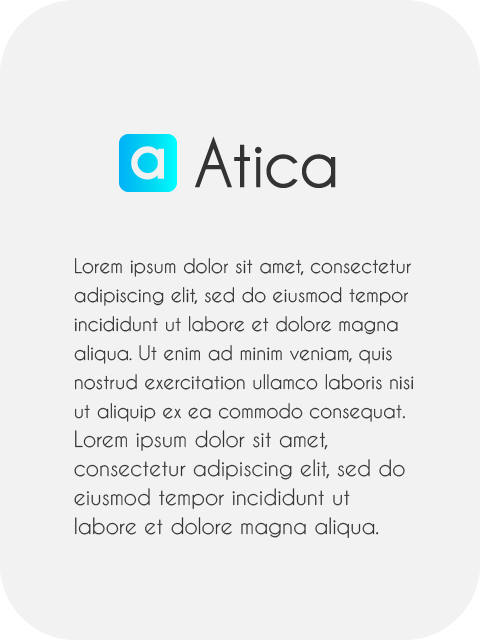 a Atica
Lorem ipsum dolor sit amet, consectetur
adipiscing elit, sed do eiusmod tempor
incididunt ut labore et dolore magna
aliqua. Ut enim ad minim veniam, quis
nostrud exercitation ullamco laboris nisi
ut aliquip ex ea commodo consequat.
Lorem ipsum dolor sit amet,
consectetur adipiscing elit, sed do
eiusmod tempor incididunt ut
labore et dolore magna aliqua.